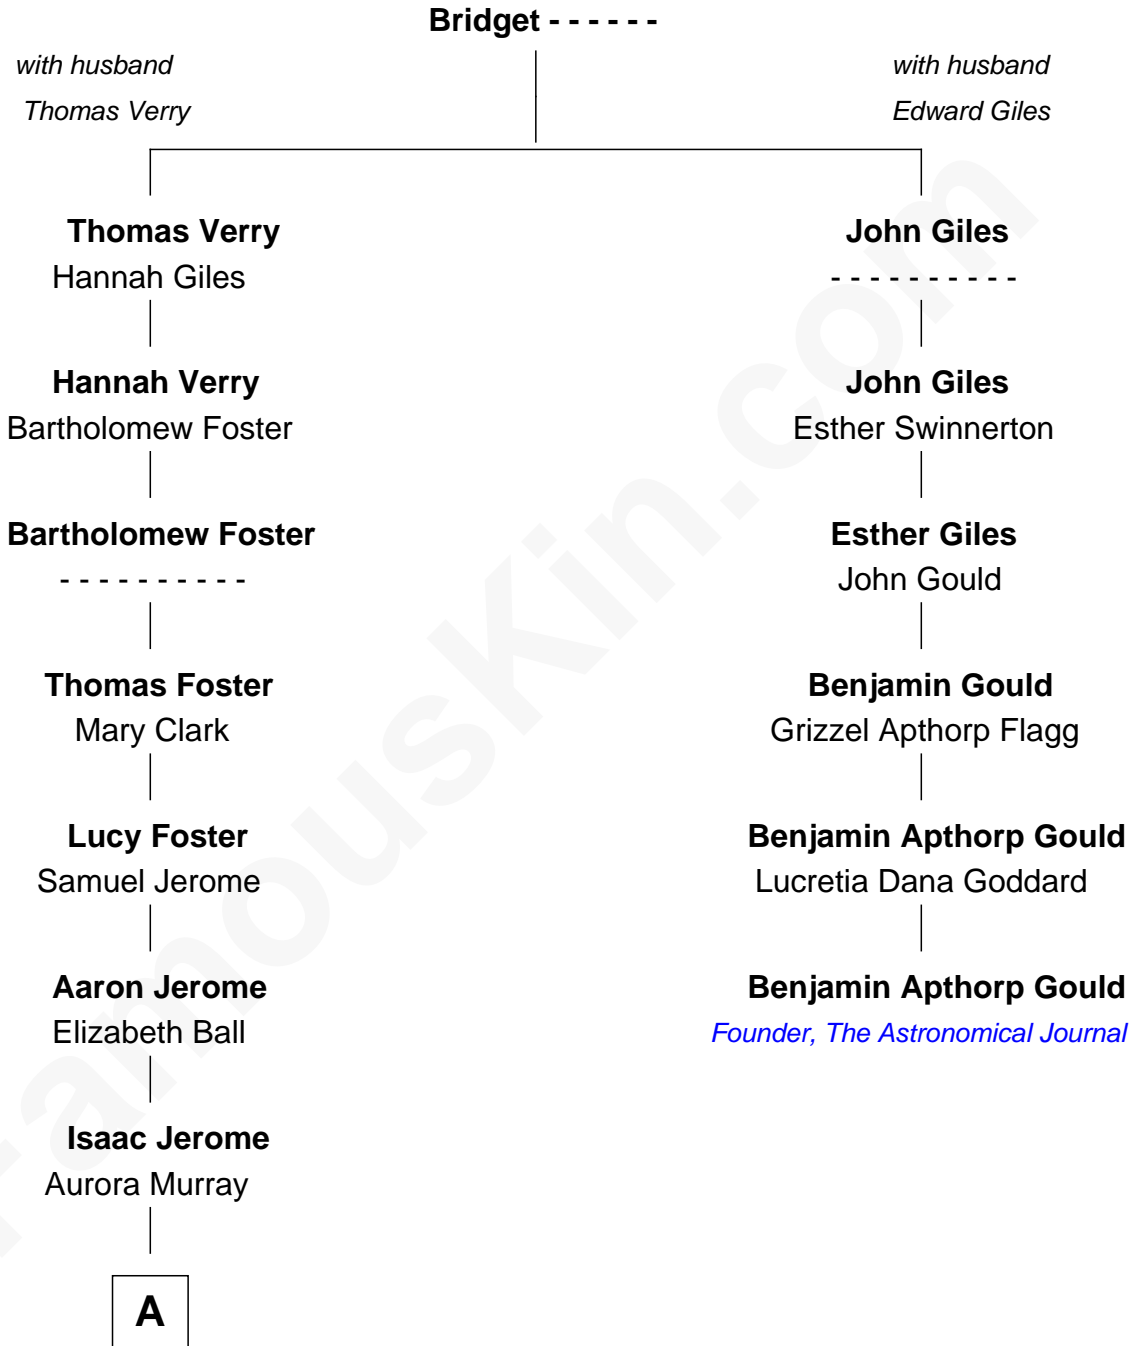 Bridget - - - - - -
with husband
Thomas Verry
with husband
Edward Giles
Thomas Verry
Hannah Giles
John Giles
- - - - - - - - - -
Hannah Verry
Bartholomew Foster
John Giles
Esther Swinnerton
Bartholomew Foster
- - - - - - - - - -
Esther Giles
John Gould
Thomas Foster
Mary Clark
Benjamin Gould
Grizzel Apthorp Flagg
Lucy Foster
Samuel Jerome
Benjamin Apthorp Gould
Lucretia Dana Goddard
Aaron Jerome
Elizabeth Ball
Benjamin Apthorp Gould
Founder, The Astronomical Journal
Isaac Jerome
Aurora Murray
A
FamousKin.com